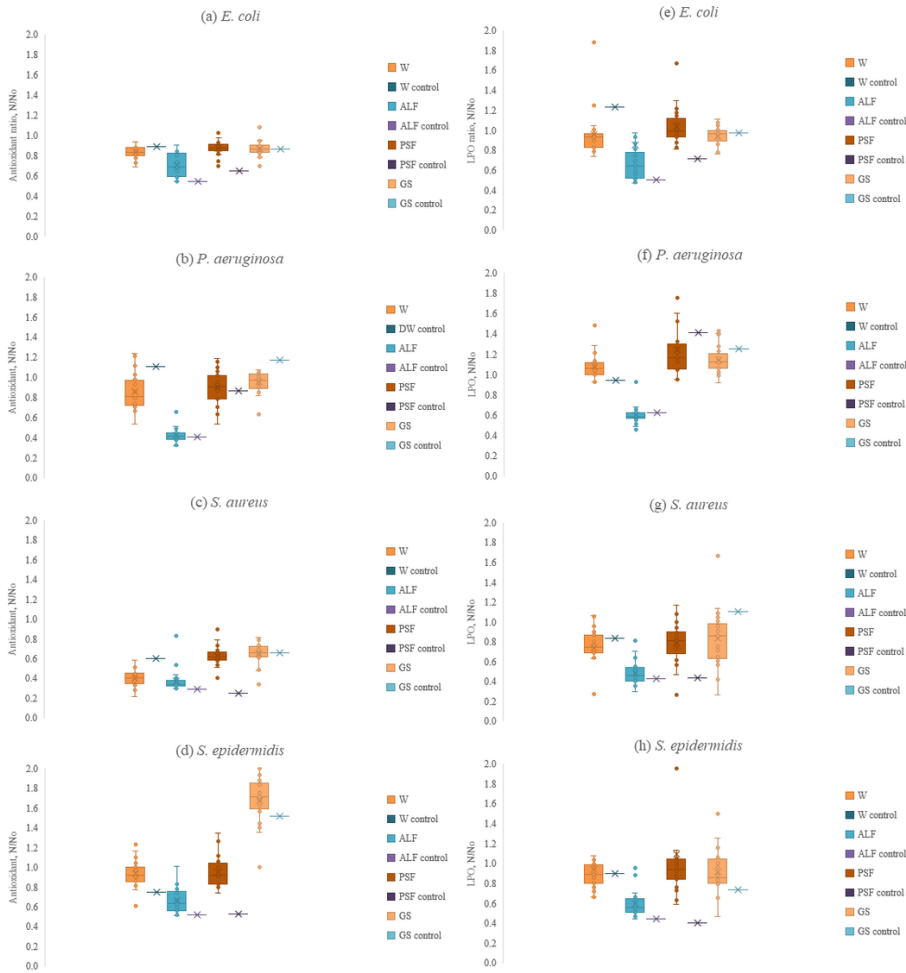 (a) E. coli
2.0
1.8
1.6
1.4
1.2
1.0
0.8
0.6
0.4
0.2
0.0
Antioxidant ratio, N/No
W
W control
ALF
ALF control
PSF
PSF control
GS
GS control
(e) E. coli
2.0
1.8
1.6
1.4
1.2
1.0
0.8
0.6
0.4
0.2
0.0
LPO ratio, N/No
W
W control
ALF
ALF control
PSF
PSF control
GS
GS control
(b) P. aeruginosa
2.0
1.8
1.6
1.4
1.2
1.0
0.8
0.6
0.4
0.2
0.0
Antioxidant, N/No
W
DW control
ALF
ALF control
PSF
PSF control
GS
GS control
(f) P. aeruginosa
2.0
1.8
1.6
1.4
1.2
1.0
0.8
0.6
0.4
0.2
0.0
LPO, N/No
W
W control
ALF
ALF control
PSF
PSF control
GS
GS control
(c) S. aureus
2.0
1.8
1.6
1.4
1.2
1.0
0.8
0.6
0.4
0.2
0.0
Antioxidant, N/No
W
W control
ALF
ALF control
PSF
PSF control
GS
GS control
(g) S. aureus
2.0
1.8
1.6
1.4
1.2
1.0
0.8
0.6
0.4
0.2
0.0
LPO, N/No
W
W control
ALF
ALF control
PSF
PSF control
GS
GS control
(d) S. epidermidis
2.0
1.8
1.6
1.4
1.2
1.0
0.8
0.6
0.4
0.2
0.0
Antioxidant, N/No
W
W control
ALF
ALF control
PSF
PSF control
GS
GS control
(h) S. epidermidis
2.0
1.8
1.6
1.4
1.2
1.0
0.8
0.6
0.4
0.2
0.0
LPO, N/No
W
W control
ALF
ALF control
PSF
PSF control
GS
GS control